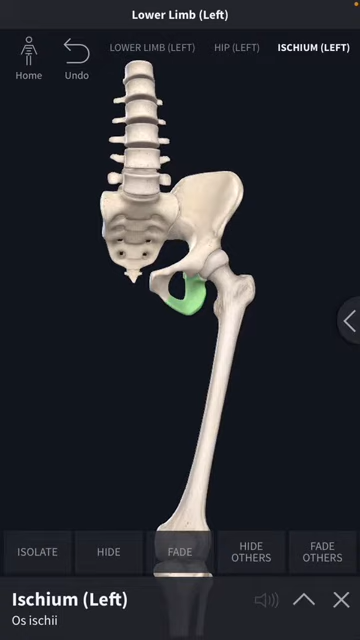 Lower Limb (Left)
Home
Undo
LOWER LIMB (LEFT)
HIP (LEFT)
ISCHIUM (LEFT)
ISOLATE
HIDE
FADE
HIDE
OTHERS
FADE
OTHERS
Ischium (Left)
Os ischii